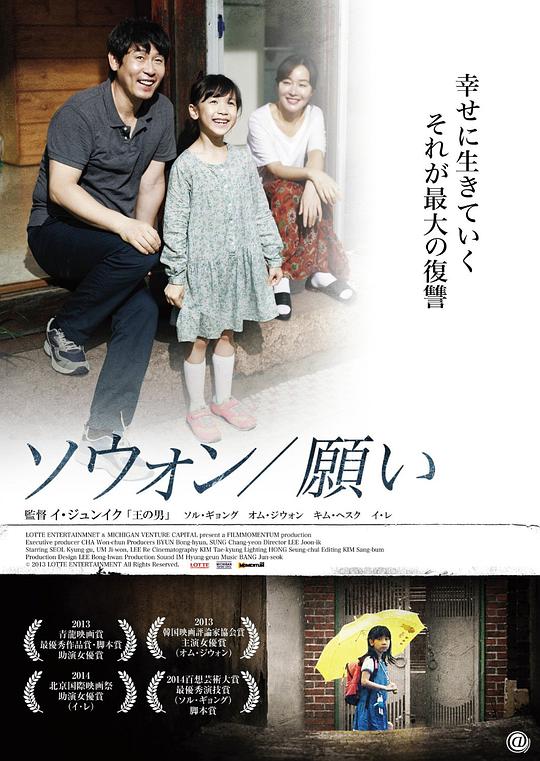 幸せに生きていく
それが最大の復讐
ソウォン/願い
監督 イ・ジュンイク「王の男」 ソル・ギョング オム・ジウォン キム・ヘスク イ・レ
LOTTE ENTERTAINMNET & MICHIGAN VENTURE CAPITAL present a FILMMOMENTUM production
Executive producer CHA Won-chun Producers BYUN Bong-hyun, SUNG Chang-yeon Director LEE Joon-ik
Starring SEOL Kyung-gu, UM Ji-won, LEE Re Cinematography KIM Tae-kyung Lighting HONG Seung-chul Editing KIM Sang-bum
Production Design LEE Bong-hwan Production Sound IM Hyung-geun Music BANG Jun-seok
© 2013 LOTTE ENTERTAINMENT All Rights Reserved. LOTTE
2013
青龍映画賞
最優秀作品賞・脚本賞
助演女優賞
2013
韓国映画評論家協会賞
主演女優賞
(オム・ジウォン)
2014
北京国際映画祭
助演女優賞
(イ・レ)
2014百想芸術大賞
最優秀演技賞
(ソル・ギョング)
脚本賞
@